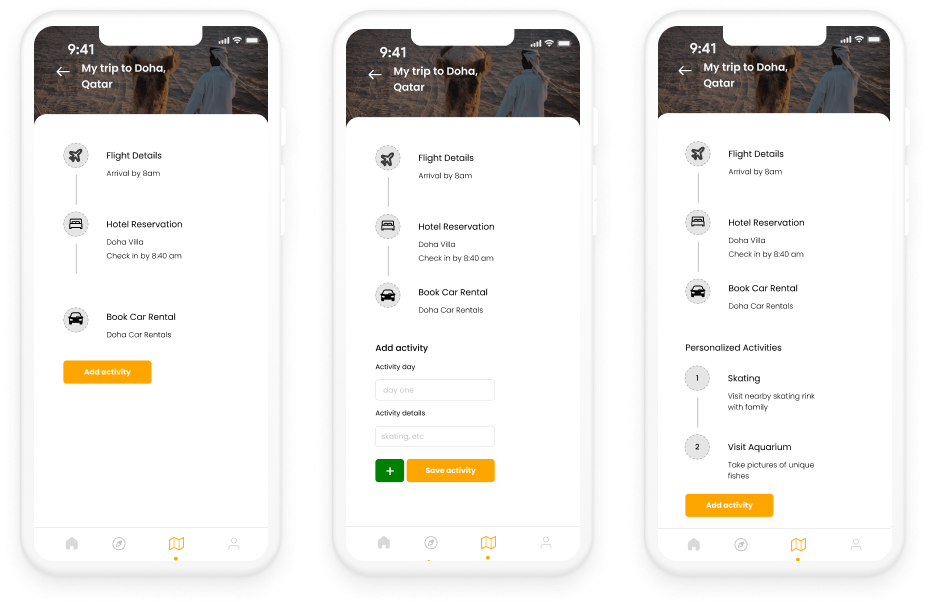 9:41
My trip to Doha,
Qatar
Flight Details
Arrival by 8am
Hotel Reservation
Doha Villa
Check in by 8:40 am
Book Car Rental
Doha Car Rentals
Add activity
9:41
My trip to Doha,
Qatar
Flight Details
Arrival by 8am
Hotel Reservation
Doha Villa
Check in by 8:40 am
Book Car Rental
Doha Car Rentals
Add activity
Activity day
day one
Activity details
skating, etc
+
Save activity
9:41
My trip to Doha,
Qatar
Flight Details
Arrival by 8am
Hotel Reservation
Doha Villa
Check in by 8:40 am
Book Car Rental
Doha Car Rentals
Personalized Activities
1
Skating
Visit nearby skating rink
with family
2
Visit Aquarium
Take pictures of unique
fishes
Add activity